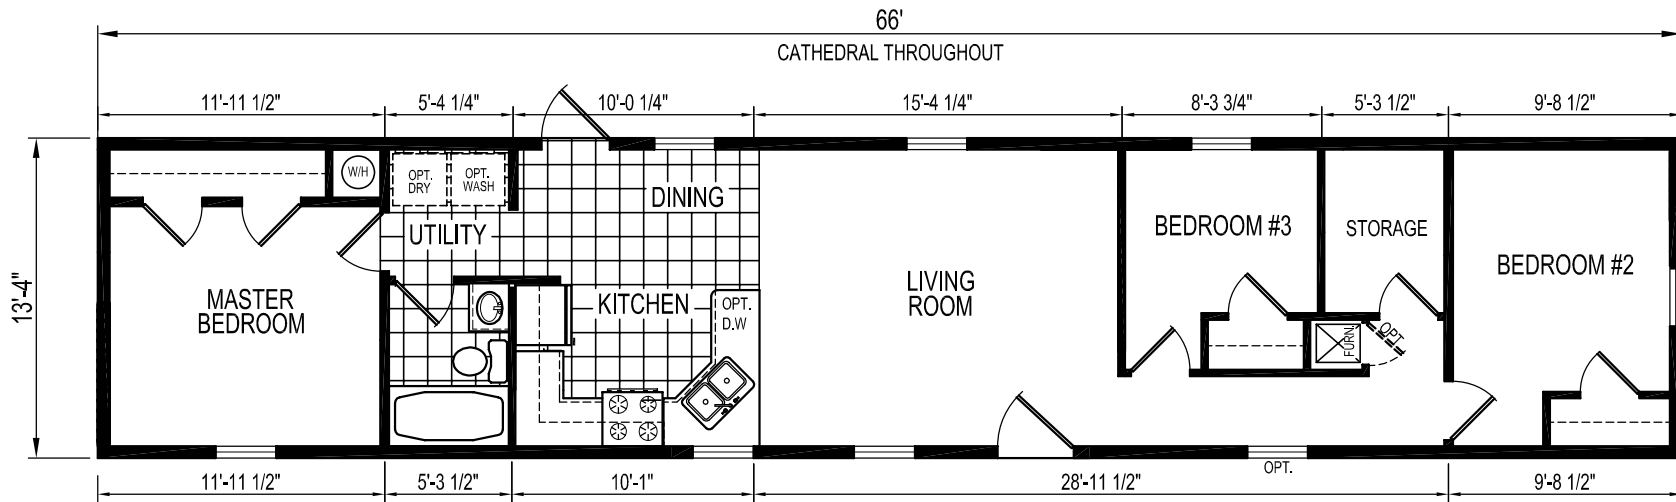 66'
CATHEDRAL THROUGHOUT
11'-11 1/2" 5'-4 1/4" 10'-0 1/4" 15'-4 1/4" 8'-3 3/4" 5'-3 1/2" 9'-8 1/2"
13'-4"
W/H
OPT.
DRY
OPT.
WASH
DINING
UTILITY
MASTER
BEDROOM
KITCHEN
OPT.
D.W
LIVING
ROOM
BEDROOM #3
STORAGE
BEDROOM #2
FURN.
OPT.
OPT.
11'-11 1/2" 5'-3 1/2" 10'-1" 28'-11 1/2" 9'-8 1/2"